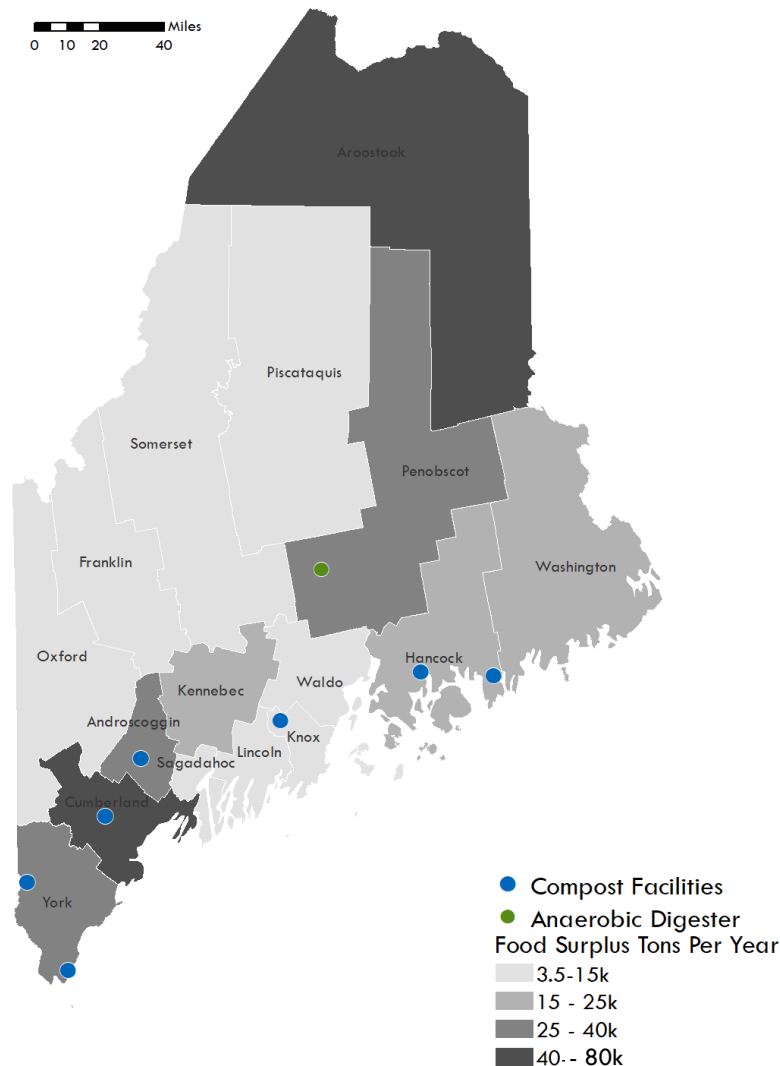 Miles
0 10 20 40
Aroostook
Piscataquis
Somerset
Penobscot
Franklin
Washington
Oxford
Hancock
Waldo
Kennebec
Androscoggin
Knox
Lincoln
Sagadahoc
Cumberland
York
Compost Facilities
Anaerobic Digester
Food Surplus Tons Per Year
3.5-15k
15 - 25k
25 - 40k
40- - 80k